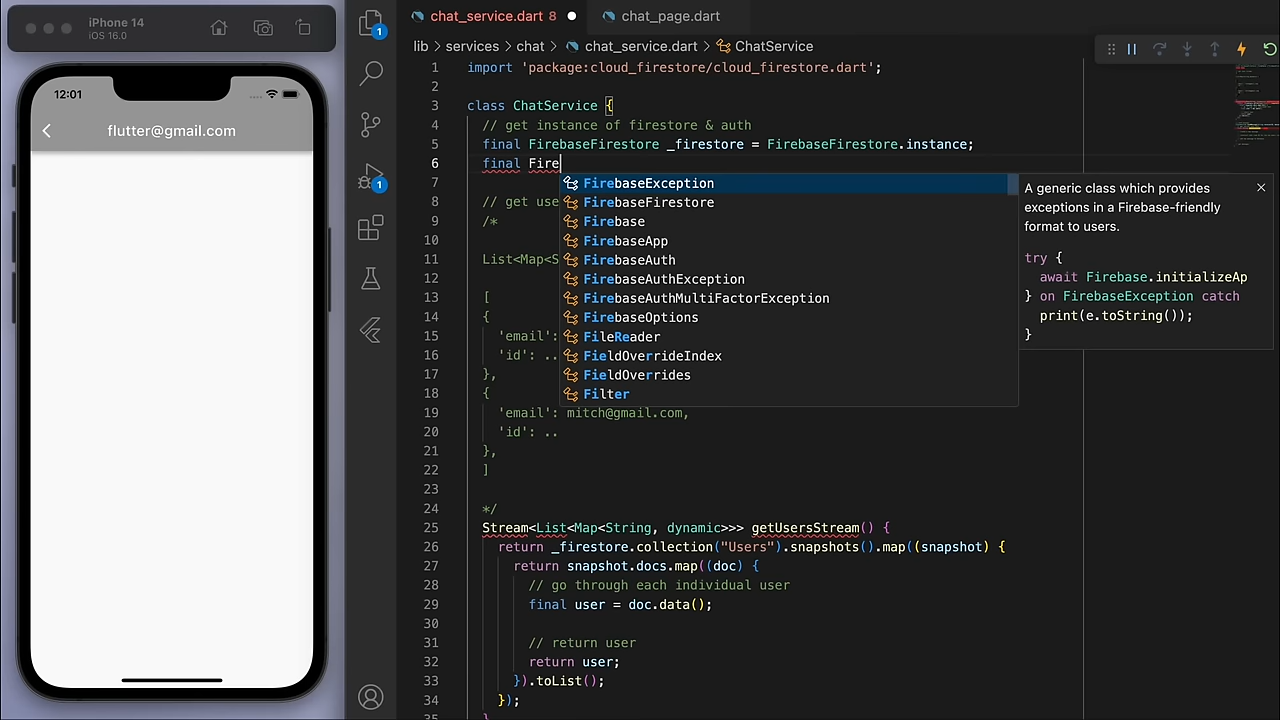 iPhone 14
iOS 16.0
12:01
flutter@gmail.com
1
1
chat_service.dart 8
chat_page.dart
lib > services > chat > chat_service.dart > ChatService
1 import 'package:cloud_firestore/cloud_firestore.dart';
2
3 class ChatService {
4 // get instance of firestore & auth
5 final FirebaseFirestore _firestore = FirebaseFirestore.instance;
6 final Fire
7
8 // get use
9 /*
10
11 List<Map<S
12
13 [
14 {
15 'email':
16 'id': ..
17 },
18 {
19 'email': mitch@gmail.com,
20 'id': ..
21 },
22 ]
23
24 */
25 Stream<List<Map<String, dynamic>>> getUsersStream() {
26 return _firestore.collection("Users").snapshots().map((snapshot) {
27 return snapshot.docs.map((doc) {
28 // go through each individual user
29 final user = doc.data();
30
31 // return user
32 return user;
33 }).toList();
34 });
35 }
FirebaseException
FirebaseFirestore
Firebase
FirebaseApp
FirebaseAuth
FirebaseAuthException
FirebaseAuthMultiFactorException
FirebaseOptions
FileReader
FieldOverrideIndex
FieldOverrides
Filter
A generic class which provides
exceptions in a Firebase-friendly
format to users.
try {
await Firebase.initializeAp
} on FirebaseException catch
print(e.toString());
}